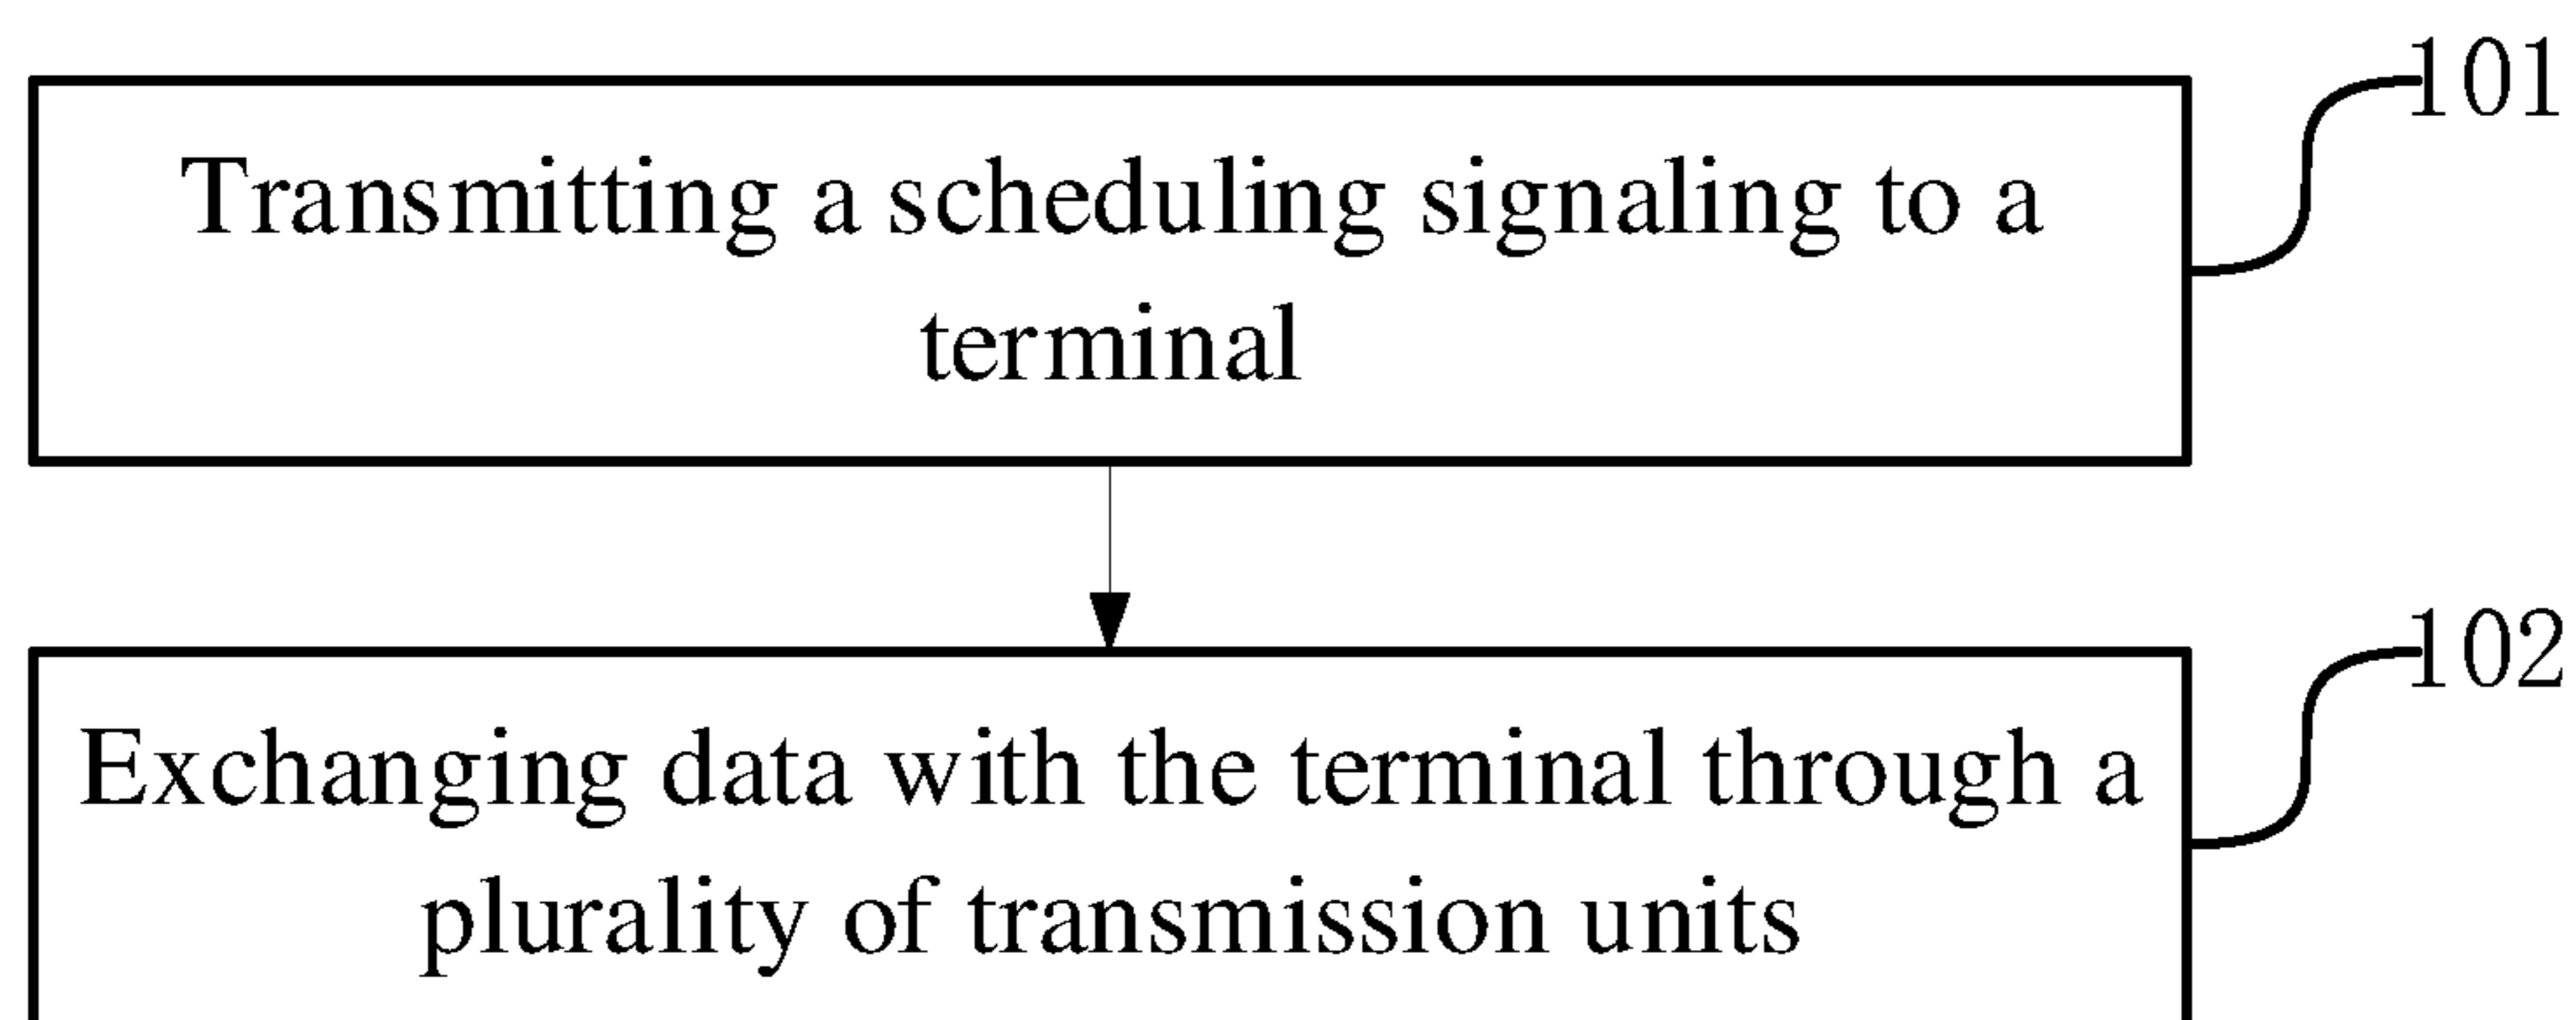 101
Transmitting a scheduling signaling to a
terminal
102
Exchanging data with the terminal through a
plurality of transmission units